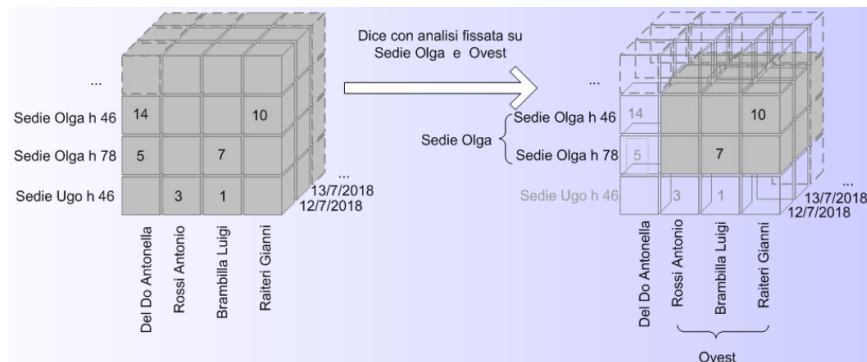 Dice con analisi fissata su
Sedie Olga e Ovest
...
Sedie Olga h 46
14
10
Sedie Olga h 78
5
7
Sedie Ugo h 46
3
1
...
13/7/2018
12/7/2018
Del Do Antonella
Rossi Antonio
Brambilla Luigi
Raiteri Gianni
...
Sedie Olga
Sedie Olga h 46
14
10
Sedie Olga h 78
5
7
Sedie Ugo h 46
3
1
...
13/7/2018
12/7/2018
Del Do Antonella
Rossi Antonio
Brambilla Luigi
Raiteri Gianni
Ovest